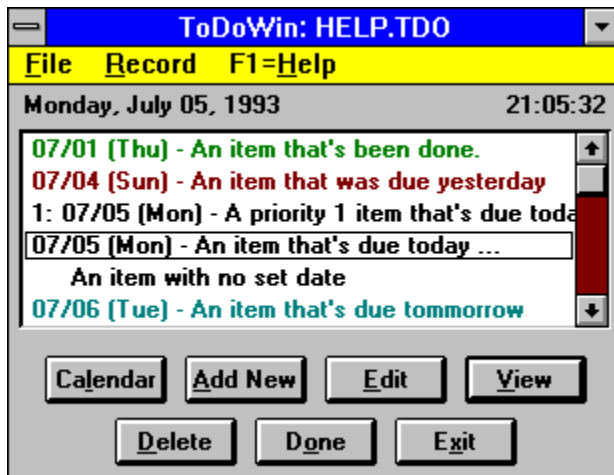 ToDoWin: HELP.TDO
File Record F1=Help
Monday, July 05, 1993 21:05:32
07/01 (Thu) - An item that's been done.
07/04 (Sun) - An item that was due yesterday
1: 07/05 (Mon) - A priority 1 item that's due toda
07/05 (Mon) - An item that's due today ...
An item with no set date
07/06 (Tue) - An item that's due tommorrow
Calendar Add New Edit View
Delete Done Exit